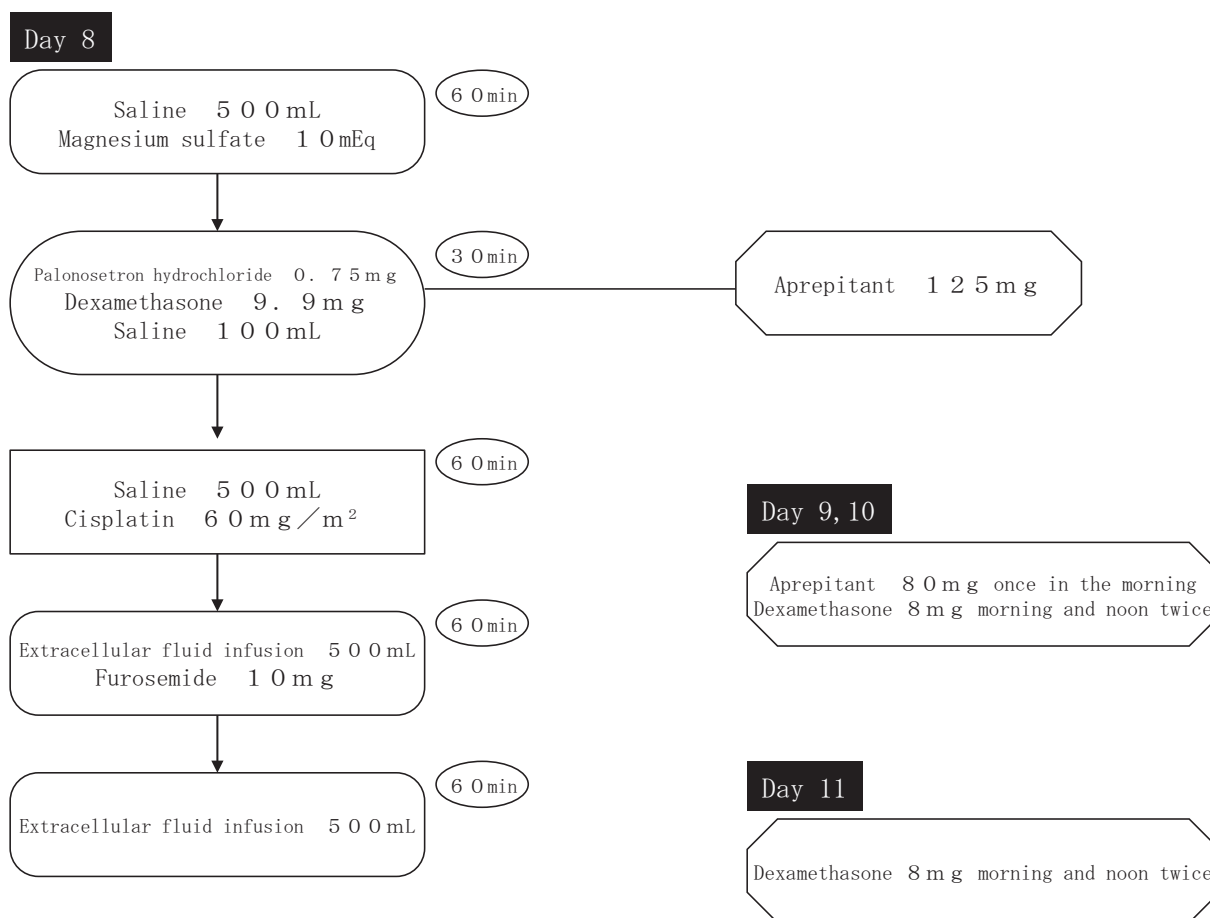 Day 8
Saline 500mL
Magnesium sulfate 10mEq
60min
Palonosetron hydrochloride 0.75mg
Dexamethasone 9.9mg
Saline 100mL
30min
Aprepitant 125mg
Saline 500mL
Cisplatin 60mg/m²
60min
Extracellular fluid infusion 500mL
Furosemide 10mg
60min
Extracellular fluid infusion 500mL
60min
Day 9,10
Aprepitant 80mg once in the morning
Dexamethasone 8mg morning and noon twice
Day 11
Dexamethasone 8mg morning and noon twice